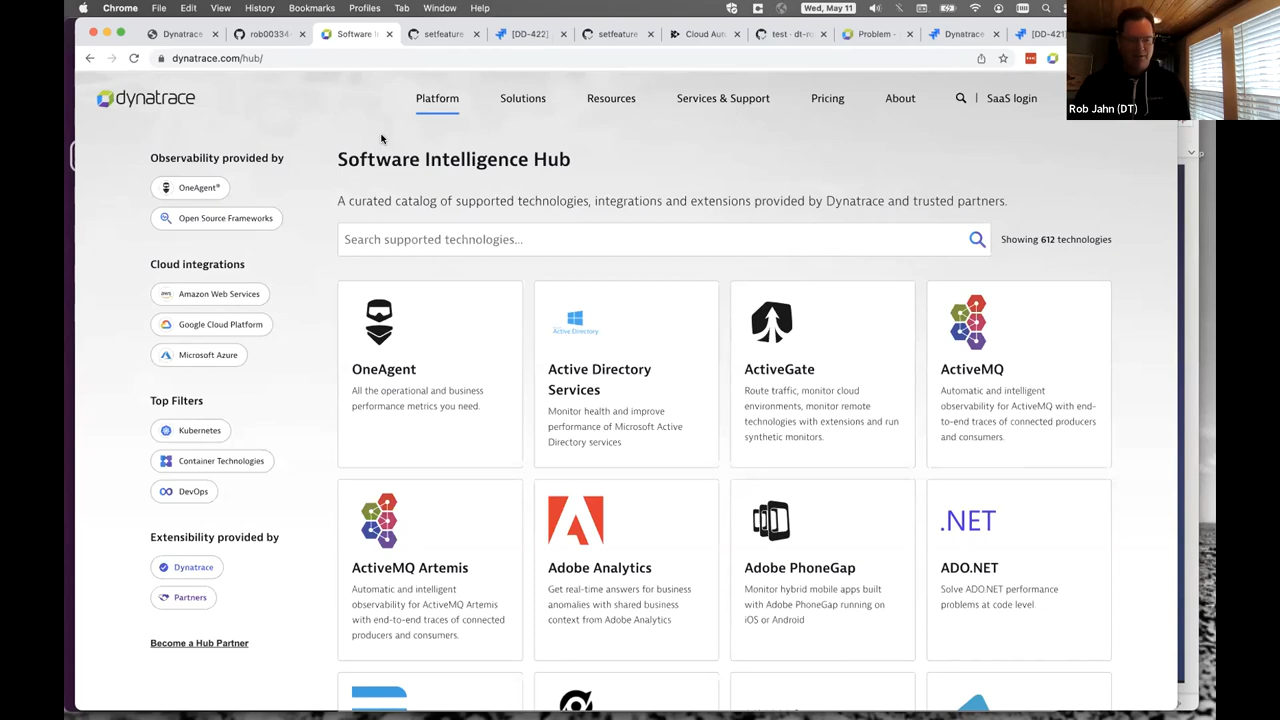 Chrome File Edit View History Bookmarks Profiles Tab Window Help
Wed, May 11
Dynatrace
rob00334-
Software I
setfeature
[DD-422]
setfeature
Cloud Aut
test · dt-ro
Problem -
Dynatrace
[DD-421]
dynatrace.com/hub/
dynatrace
Platform
Solutions
Resources
Services & Support
Pricing
About
aaS login
Rob Jahn (DT)
Observability provided by
OneAgent®
Open Source Frameworks
Cloud integrations
aws
Amazon Web Services
Google Cloud Platform
Microsoft Azure
Top Filters
Kubernetes
Container Technologies
DevOps
Extensibility provided by
Dynatrace
Partners
Become a Hub Partner
Software Intelligence Hub
A curated catalog of supported technologies, integrations and extensions provided by Dynatrace and trusted partners.
Search supported technologies...
Showing 612 technologies
OneAgent
All the operational and business
performance metrics you need.
Active Directory
Active Directory
Services
Monitor health and improve
performance of Microsoft Active
Directory services
ActiveGate
Route traffic, monitor cloud
environments, monitor remote
technologies with extensions and run
synthetic monitors.
ActiveMQ
Automatic and intelligent
observability for ActiveMQ with end-
to-end traces of connected producers
and consumers.
ActiveMQ Artemis
Automatic and intelligent
observability for ActiveMQ Artemis
with end-to-end traces of connected
producers and consumers.
Adobe Analytics
Get real-time answers for business
anomalies with shared business
context from Adobe Analytics
Adobe PhoneGap
Monitor hybrid mobile apps built
with Adobe PhoneGap running on
iOS or Android
.NET
ADO.NET
Solve ADO.NET performance
problems at code level.